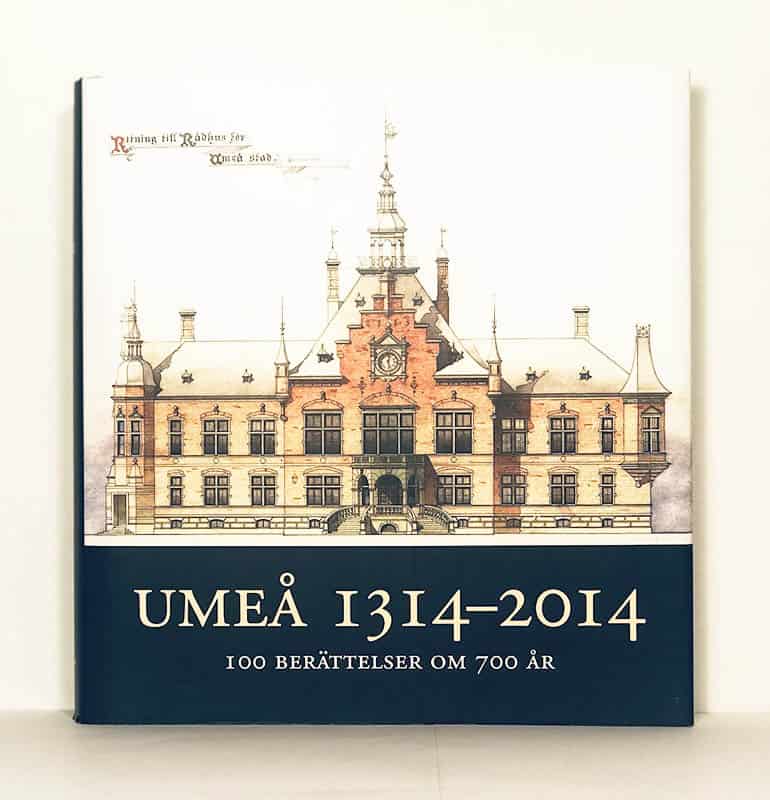 Ritning till Rådhus för
Umeå stad.
UMEÅ 1314–2014
100 BERÄTTELSER OM 700 ÅR